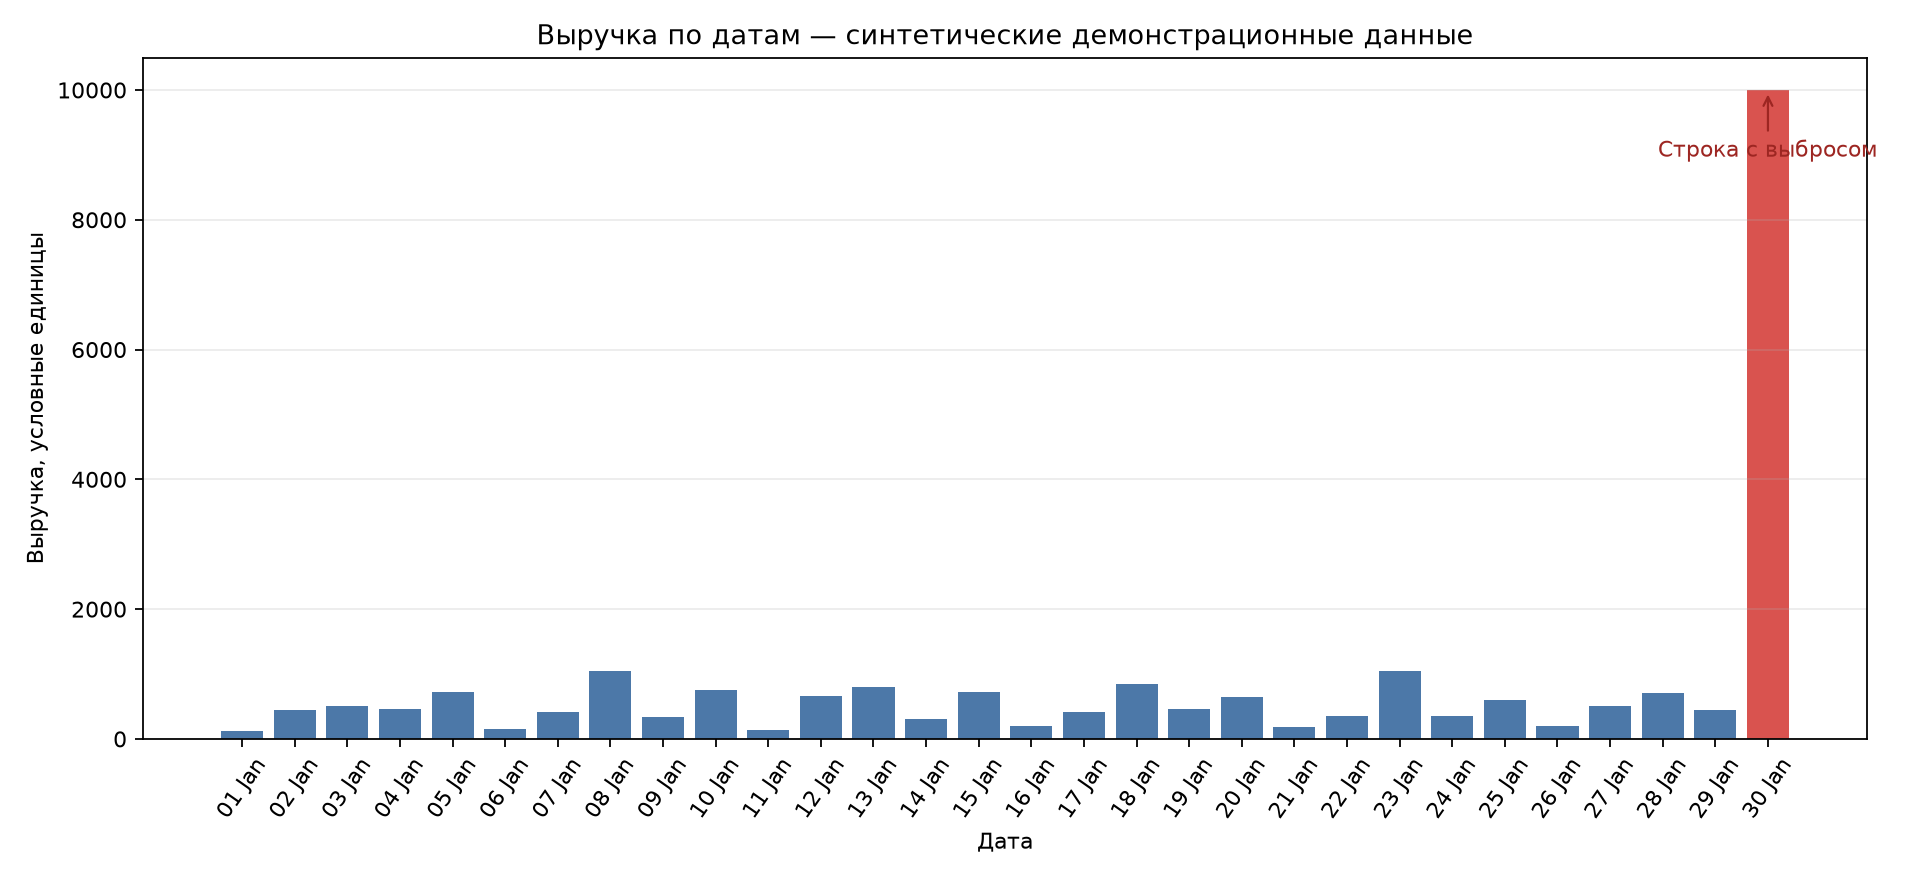 Выручка по датам — синтетические демонстрационные данные
Выручка, условные единицы
10000
8000
6000
4000
2000
0
Строка с выбросом
01 Jan
02 Jan
03 Jan
04 Jan
05 Jan
06 Jan
07 Jan
08 Jan
09 Jan
10 Jan
11 Jan
12 Jan
13 Jan
14 Jan
15 Jan
16 Jan
17 Jan
18 Jan
19 Jan
20 Jan
21 Jan
22 Jan
23 Jan
24 Jan
25 Jan
26 Jan
27 Jan
28 Jan
29 Jan
30 Jan
Дата